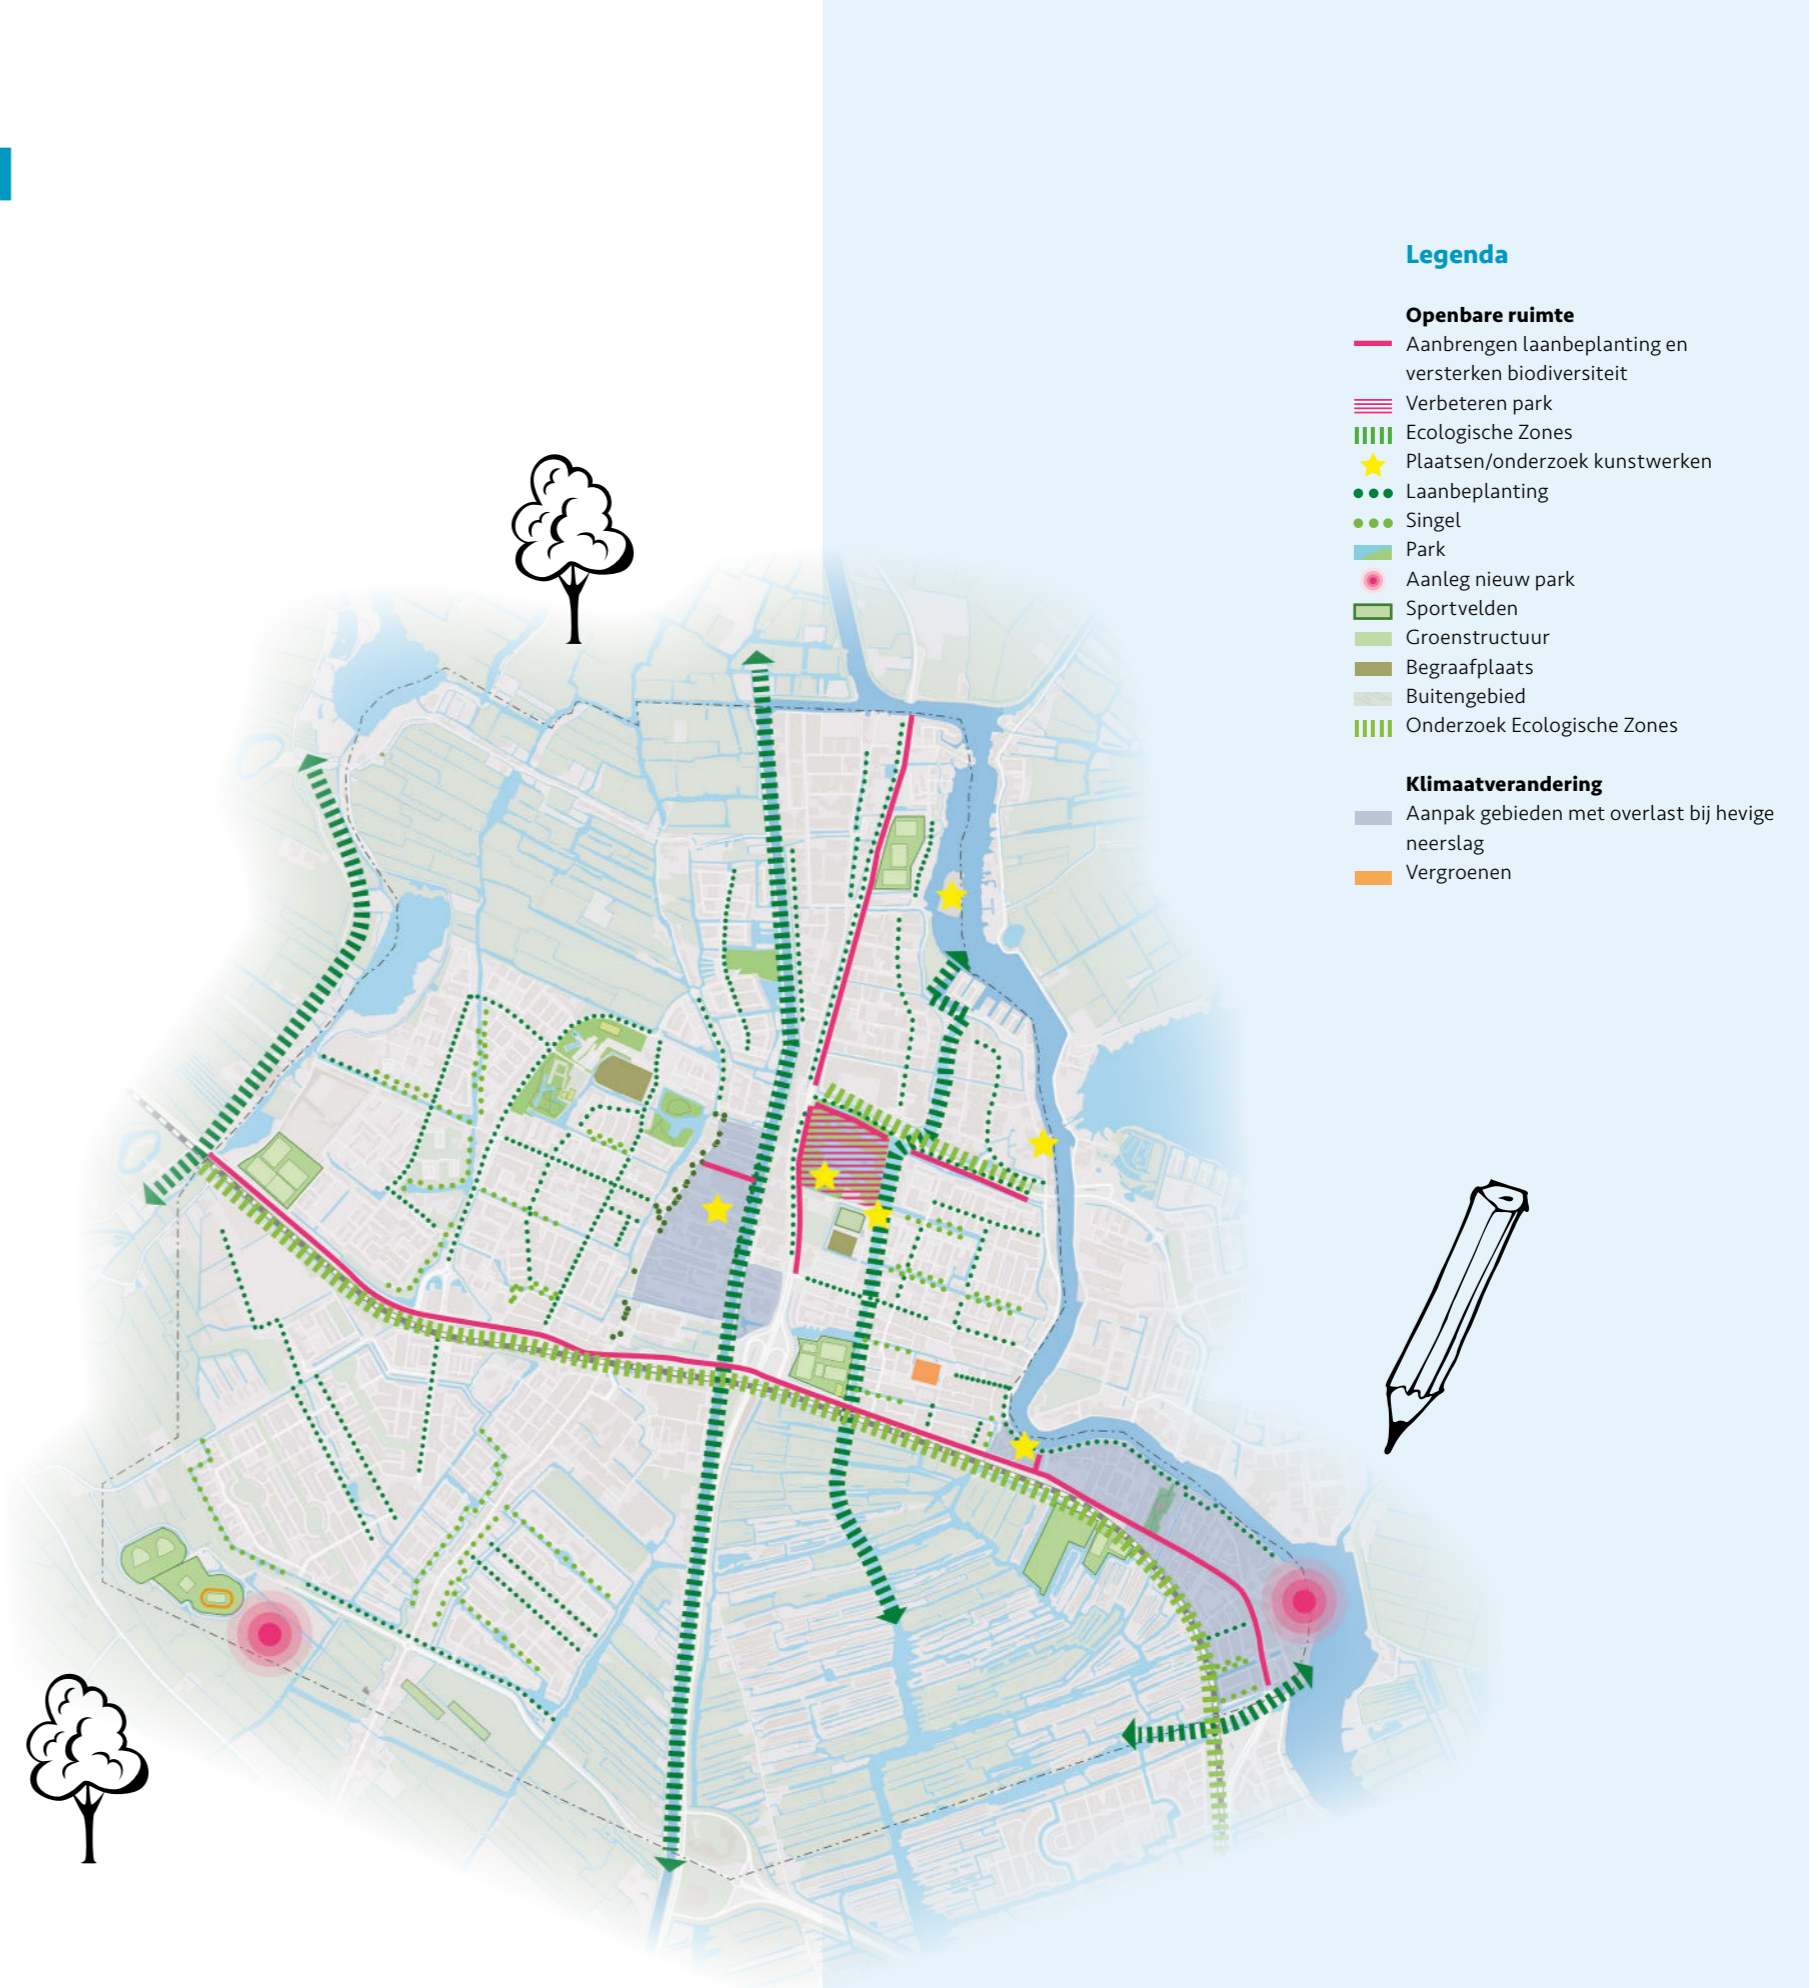 Legenda
Openbare ruimte
Aanbrengen laanbeplanting en
versterken biodiversiteit
Verbeteren park
Ecologische Zones
Plaatsen/onderzoek kunstwerken
Laanbeplanting
Singel
Park
Aanleg nieuw park
Sportvelden
Groenstructuur
Begraafplaats
Buitengebied
Onderzoek Ecologische Zones
Klimaatverandering
Aanpak gebieden met overlast bij hevige
neerslag
Vergroenen